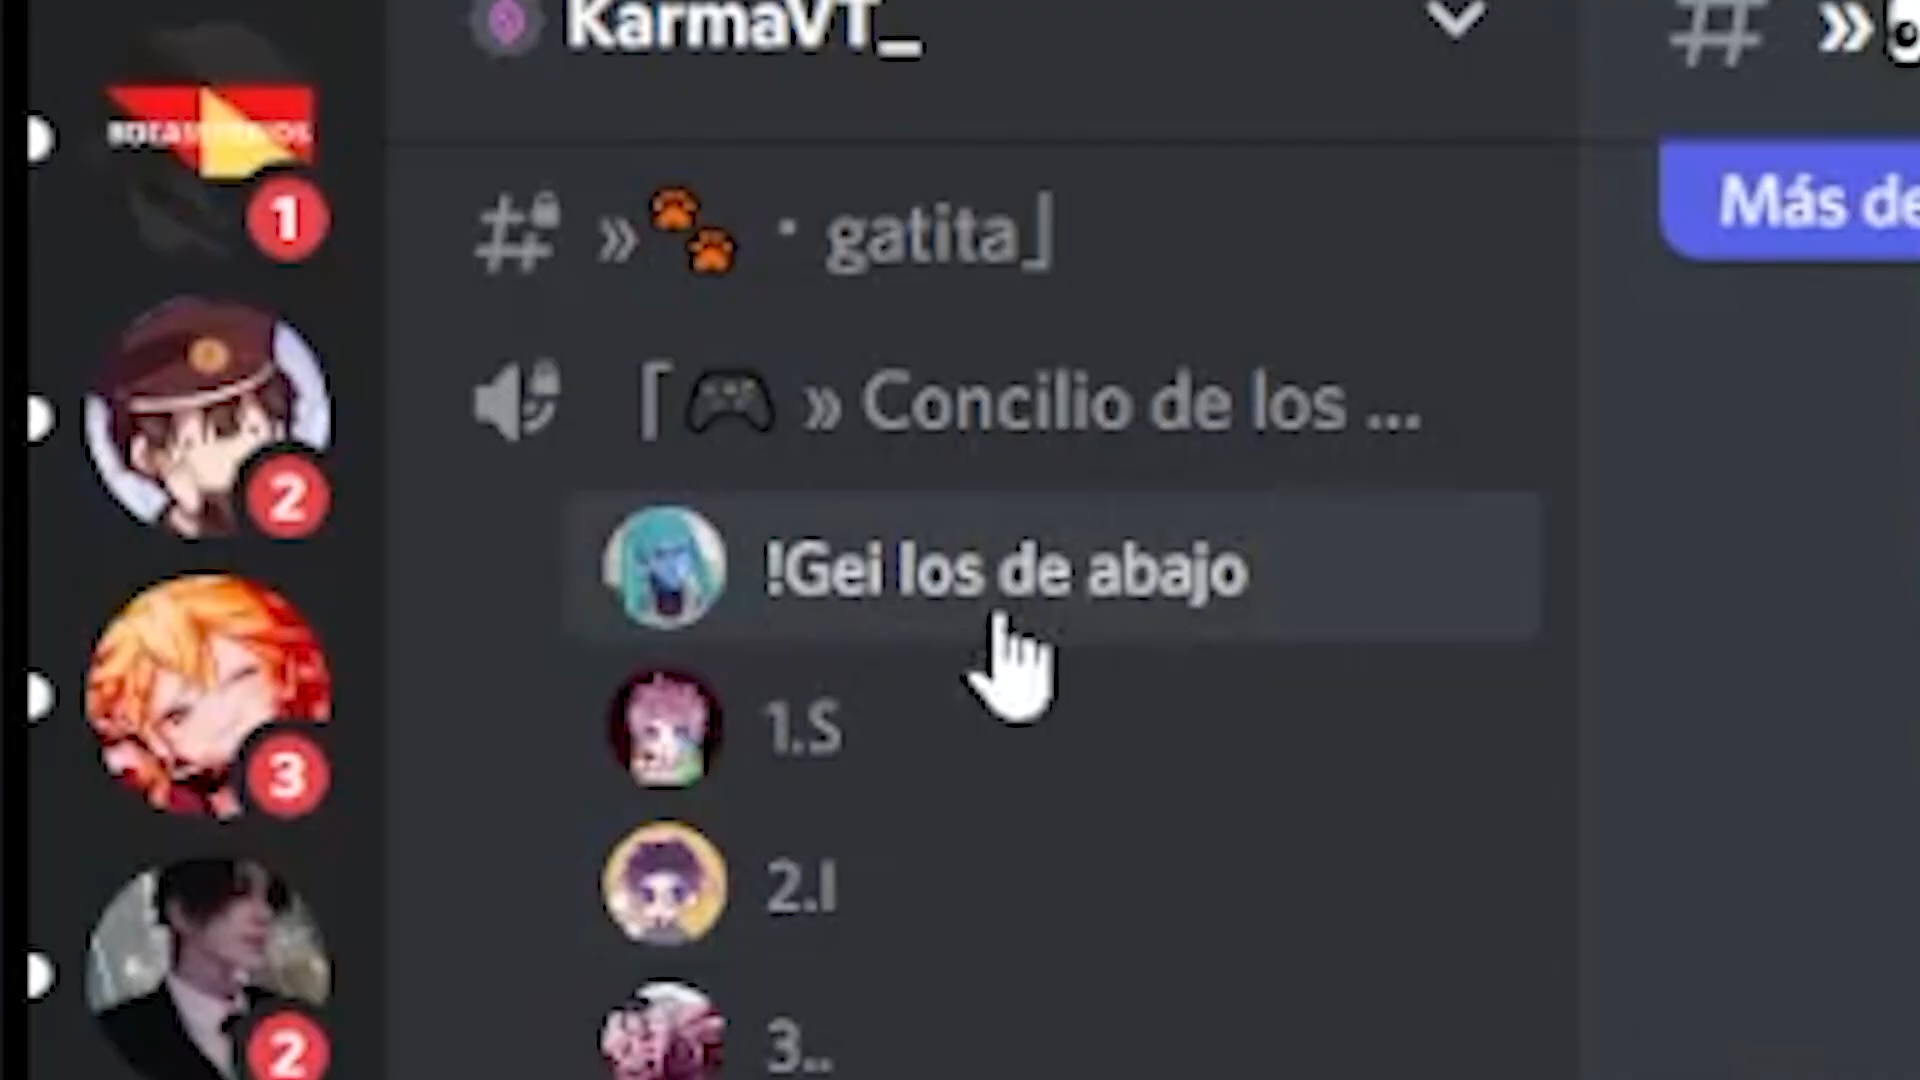 KarmaVT_
1
» · gatita」
Más de
「 » Concilio de los ...
2
!Gei los de abajo
1.S
3
2.I
3..
2